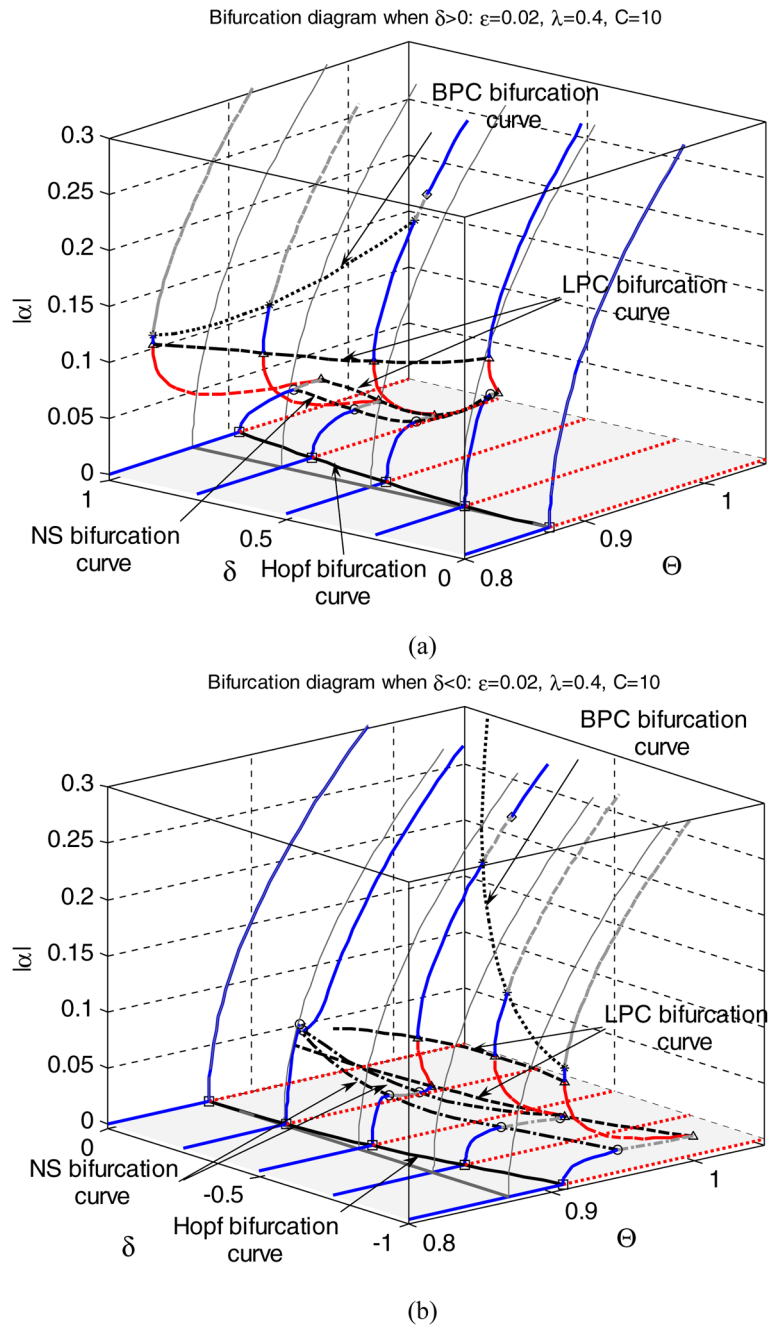 Bifurcation diagram when δ>0: ε=0.02, λ=0.4, C=10
BPC bifurcation
curve
0.3
0.25
0.2
LPC bifurcation
curve
0.15
|α|
0.1
0.05
0
1
1
0.9
NS bifurcation
curve
0.5
δ
Hopf bifurcation
curve
0
0.8
Θ
(a)
Bifurcation diagram when δ<0: ε=0.02, λ=0.4, C=10
BPC bifurcation
curve
0.3
0.25
0.2
0.15
|α|
0.1
LPC bifurcation
curve
0.05
0
0
NS bifurcation
curve
1
-0.5
0.9
Hopf bifurcation
curve
δ
-1
0.8
Θ
(b)